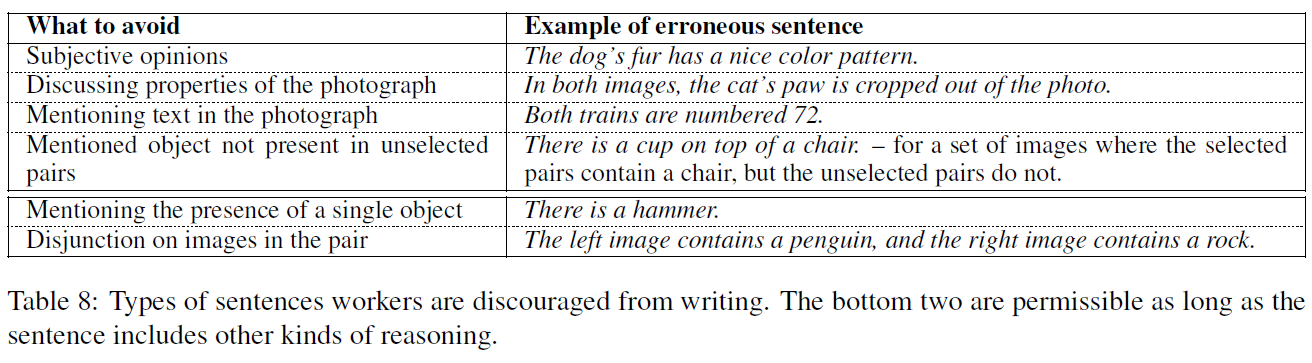 What to avoid Example of erroneous sentence
Subjective opinions The dog's fur has a nice color pattern.
Discussing properties of the photograph In both images, the cat's paw is cropped out of the photo.
Mentioning text in the photograph Both trains are numbered 72.
Mentioned object not present in unselected There is a cup on top of a chair. – for a set of images where the selected
pairs pairs contain a chair, but the unselected pairs do not.
Mentioning the presence of a single object There is a hammer.
Disjunction on images in the pair The left image contains a penguin, and the right image contains a rock.
Table 8: Types of sentences workers are discouraged from writing. The bottom two are permissible as long as the
sentence includes other kinds of reasoning.